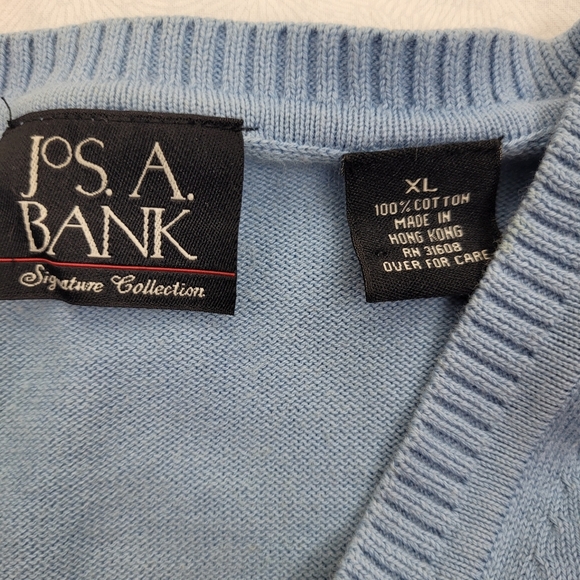 JOS. A.
BANK
Signature Collection
XL
100% COTTON
MADE IN
HONG KONG
RN 31608
OVER FOR CARE